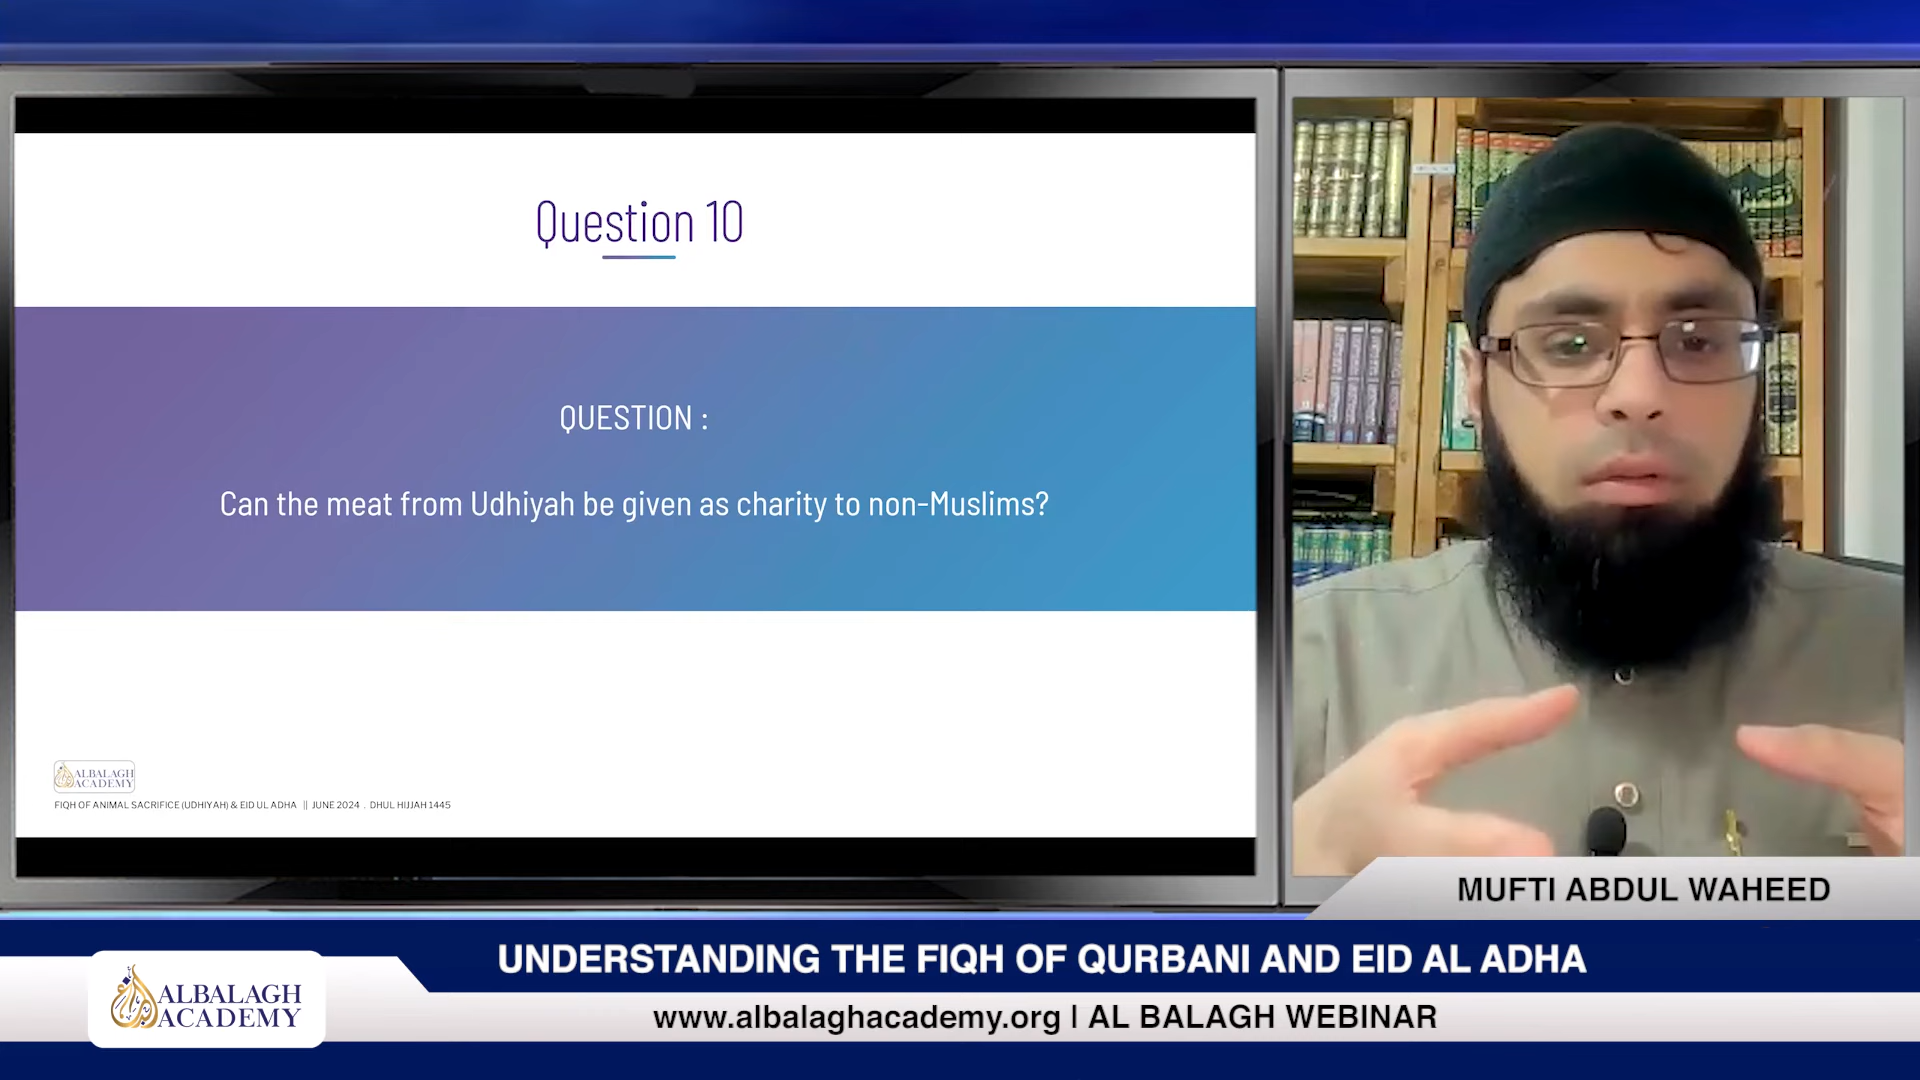 Question 10
QUESTION :
Can the meat from Udhiyah be given as charity to non-Muslims?
ALBALAGH
ACADEMY
FIQH OF ANIMAL SACRIFICE (UDHIYAH) & EID UL ADHA || JUNE 2024 . DHUL HIJJAH 1445
MUFTI ABDUL WAHEED
UNDERSTANDING THE FIQH OF QURBANI AND EID AL ADHA
ALBALAGH
ACADEMY
www.albalaghacademy.org | AL BALAGH WEBINAR